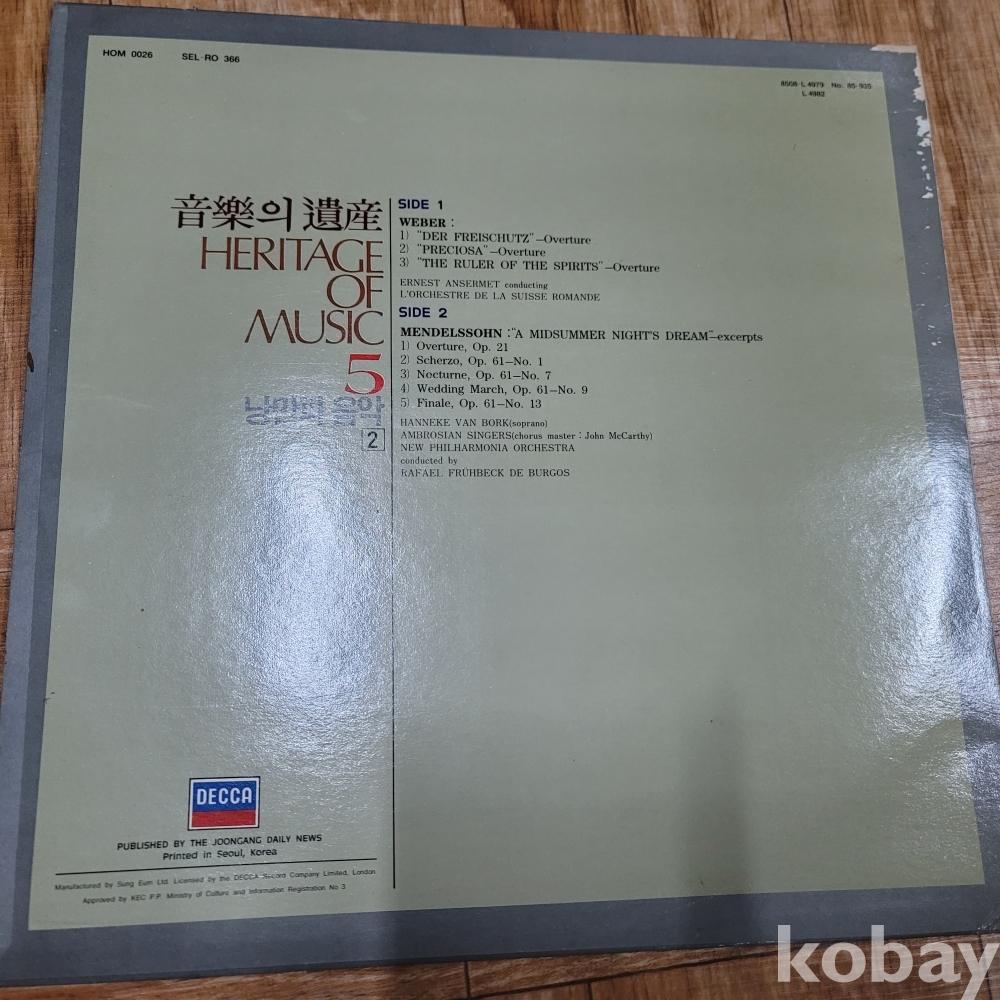 HOM 0026 SEL-RO 366
8508-L 4979 No. 85-935
L 4982
音樂의 遺産
HERITAGE
OF
MUSIC
5
낭만파 음악
2
SIDE 1
WEBER :
1) "DER FREISCHUTZ"–Overture
2) "PRECIOSA"–Overture
3) "THE RULER OF THE SPIRITS"–Overture
ERNEST ANSERMET conducting
L'ORCHESTRE DE LA SUISSE ROMANDE
SIDE 2
MENDELSSOHN :"A MIDSUMMER NIGHT'S DREAM"–excerpts
1) Overture, Op. 21
2) Scherzo, Op. 61–No. 1
3) Nocturne, Op. 61–No. 7
4) Wedding March, Op. 61–No. 9
5) Finale, Op. 61–No. 13
HANNEKE VAN BORK(soprano)
AMBROSIAN SINGERS(chorus master : John McCarthy)
NEW PHILHARMONIA ORCHESTRA
conducted by
RAFAEL FRÜHBECK DE BURGOS
DECCA
PUBLISHED BY THE JOONGANG DAILY NEWS
Printed in Seoul, Korea
Manufactured by Sung Eum Ltd. Licensed by the DECCA Record Company Limited, London
Approved by KEC P.P. Ministry of Culture and Information Registration No 3
kobay